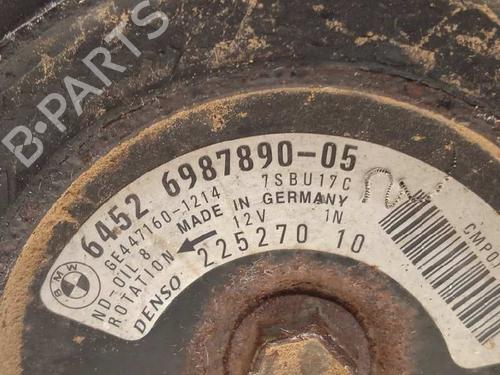 B-PARTS
6452 6987890-05
GE447160-1214 7SBU17C
ND-OIL 8 MADE IN GERMANY
ROTATION 12V 1N
DENSO 225270 10
BMW
CMP0